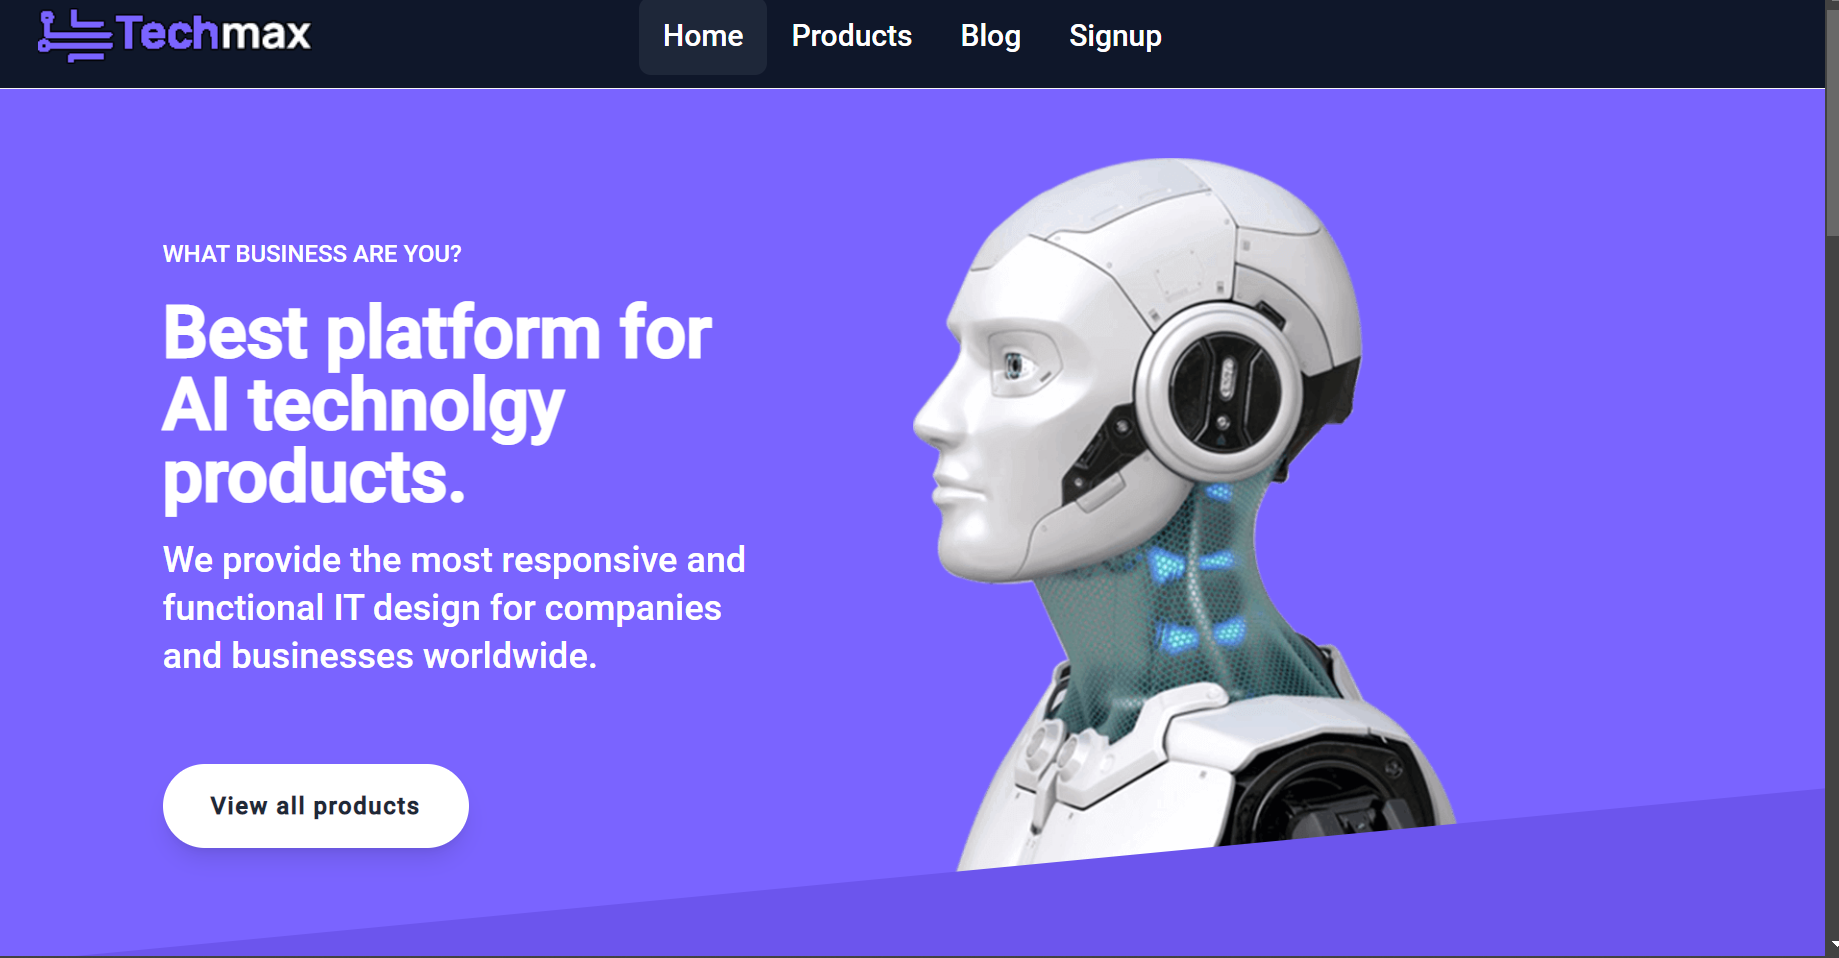 Techmax
Home Products Blog Signup
WHAT BUSINESS ARE YOU?
Best platform for
AI technolgy
products.
We provide the most responsive and
functional IT design for companies
and businesses worldwide.
View all products